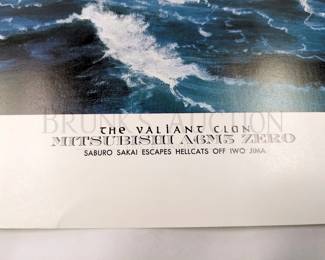 BRUNK'S AUCTION
THE VALIANT CLAN
MITSUBISHI A6M5 ZERO
SABURO SAKAI ESCAPES HELLCATS OFF IWO JIMA